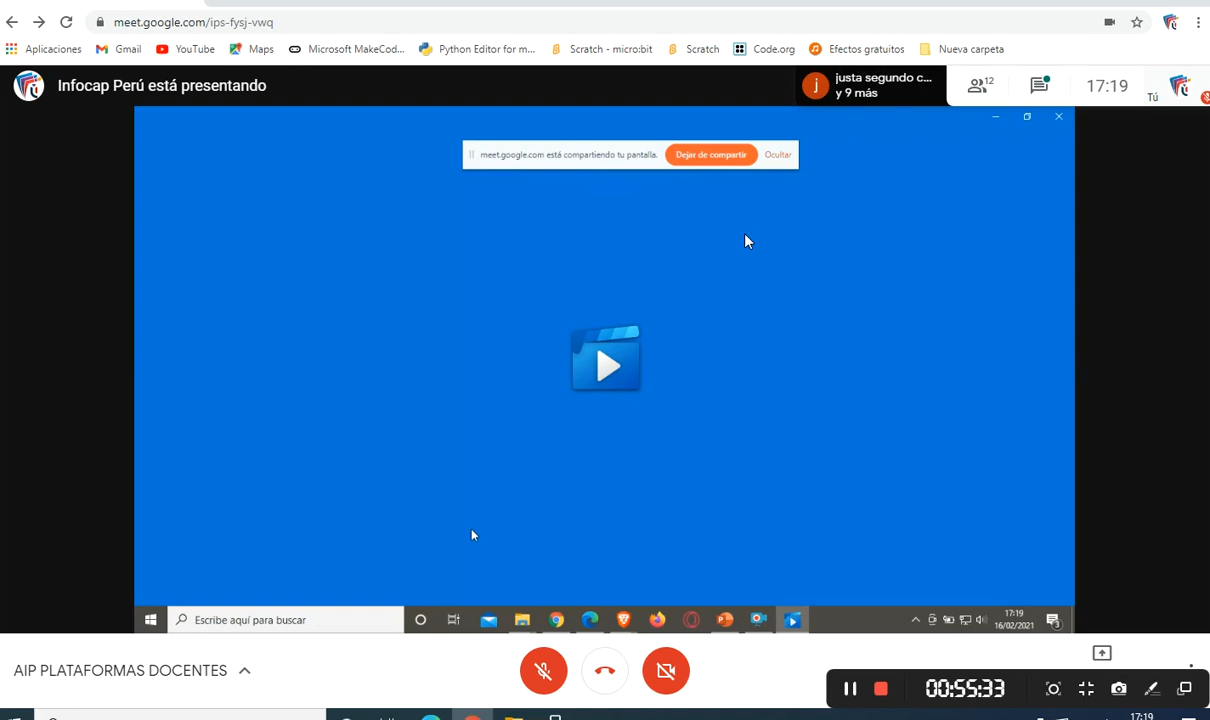 meet.google.com/ips-fysj-vwq
Aplicaciones
Gmail
YouTube
Maps
Microsoft MakeCod...
Python Editor for m...
Scratch - micro:bit
Scratch
Code.org
Efectos gratuitos
Nueva carpeta
Infocap Perú está presentando
j
justa segundo c...
y 9 más
12
17:19
Tú
meet.google.com está compartiendo tu pantalla.
Dejar de compartir
Ocultar
Escribe aquí para buscar
17:19
16/02/2021
3
AIP PLATAFORMAS DOCENTES
00:55:33
17:19